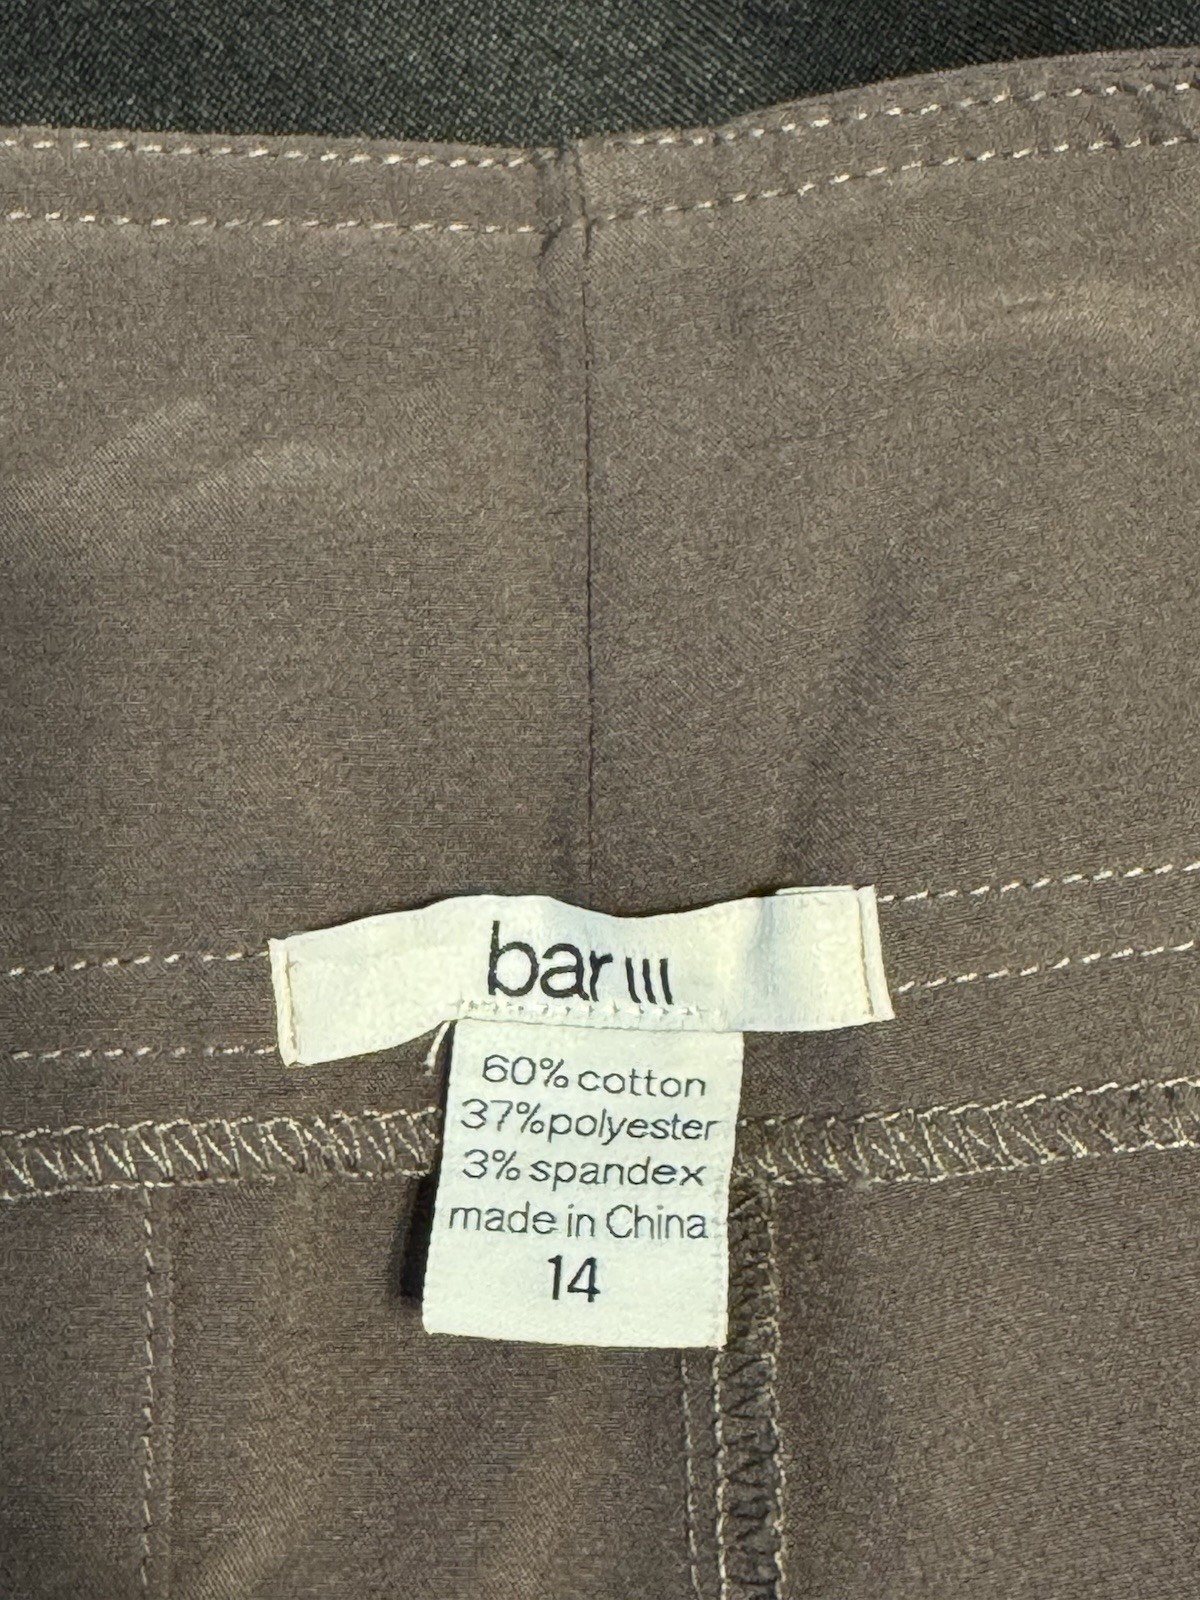 bar III
60% cotton
37% polyester
3% spandex
made in China
14